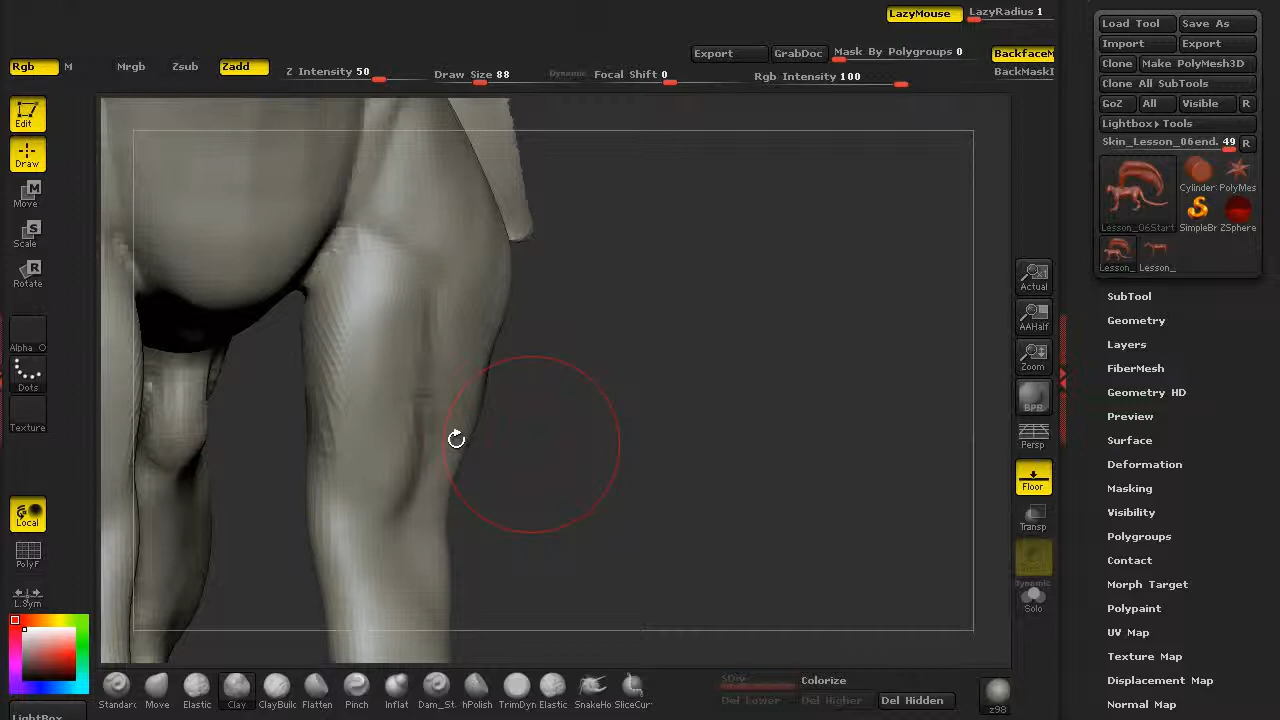 LazyMouse
LazyRadius 1
Export
GrabDoc
Mask By Polygroups 0
BackfaceM
BackMaskI
Rgb
M
Mrgb
Zsub
Zadd
Z Intensity 50
Draw Size 88
Dynamic
Focal Shift 0
Rgb Intensity 100
Edit
Draw
Move
Scale
Rotate
Alpha O
Dots
Texture
Local
PolyF
L.Sym
LightBox
Actual
AAHalf
Zoom
BPR
Persp
Floor
Transp
Dynamic
Solo
Load Tool
Save As
Import
Export
Clone
Make PolyMesh3D
Clone All SubTools
GoZ
All
Visible
R
Lightbox▸Tools
Skin_Lesson_06end. 49
R
Lesson_06Start
Cylinder:
PolyMes
SimpleBr
ZSphere
Lesson_
Lesson_
SubTool
Geometry
Layers
FiberMesh
Geometry HD
Preview
Surface
Deformation
Masking
Visibility
Polygroups
Contact
Morph Target
Polypaint
UV Map
Texture Map
Displacement Map
Normal Map
Standar
Move
Elastic
Clay
ClayBuilc
Flatten
Pinch
Inflat
Dam_St.
hPolish
TrimDyn
Elastic
SnakeHo
SliceCur
SDiv
Colorize
Del Lower
Del Higher
Del Hidden
z98